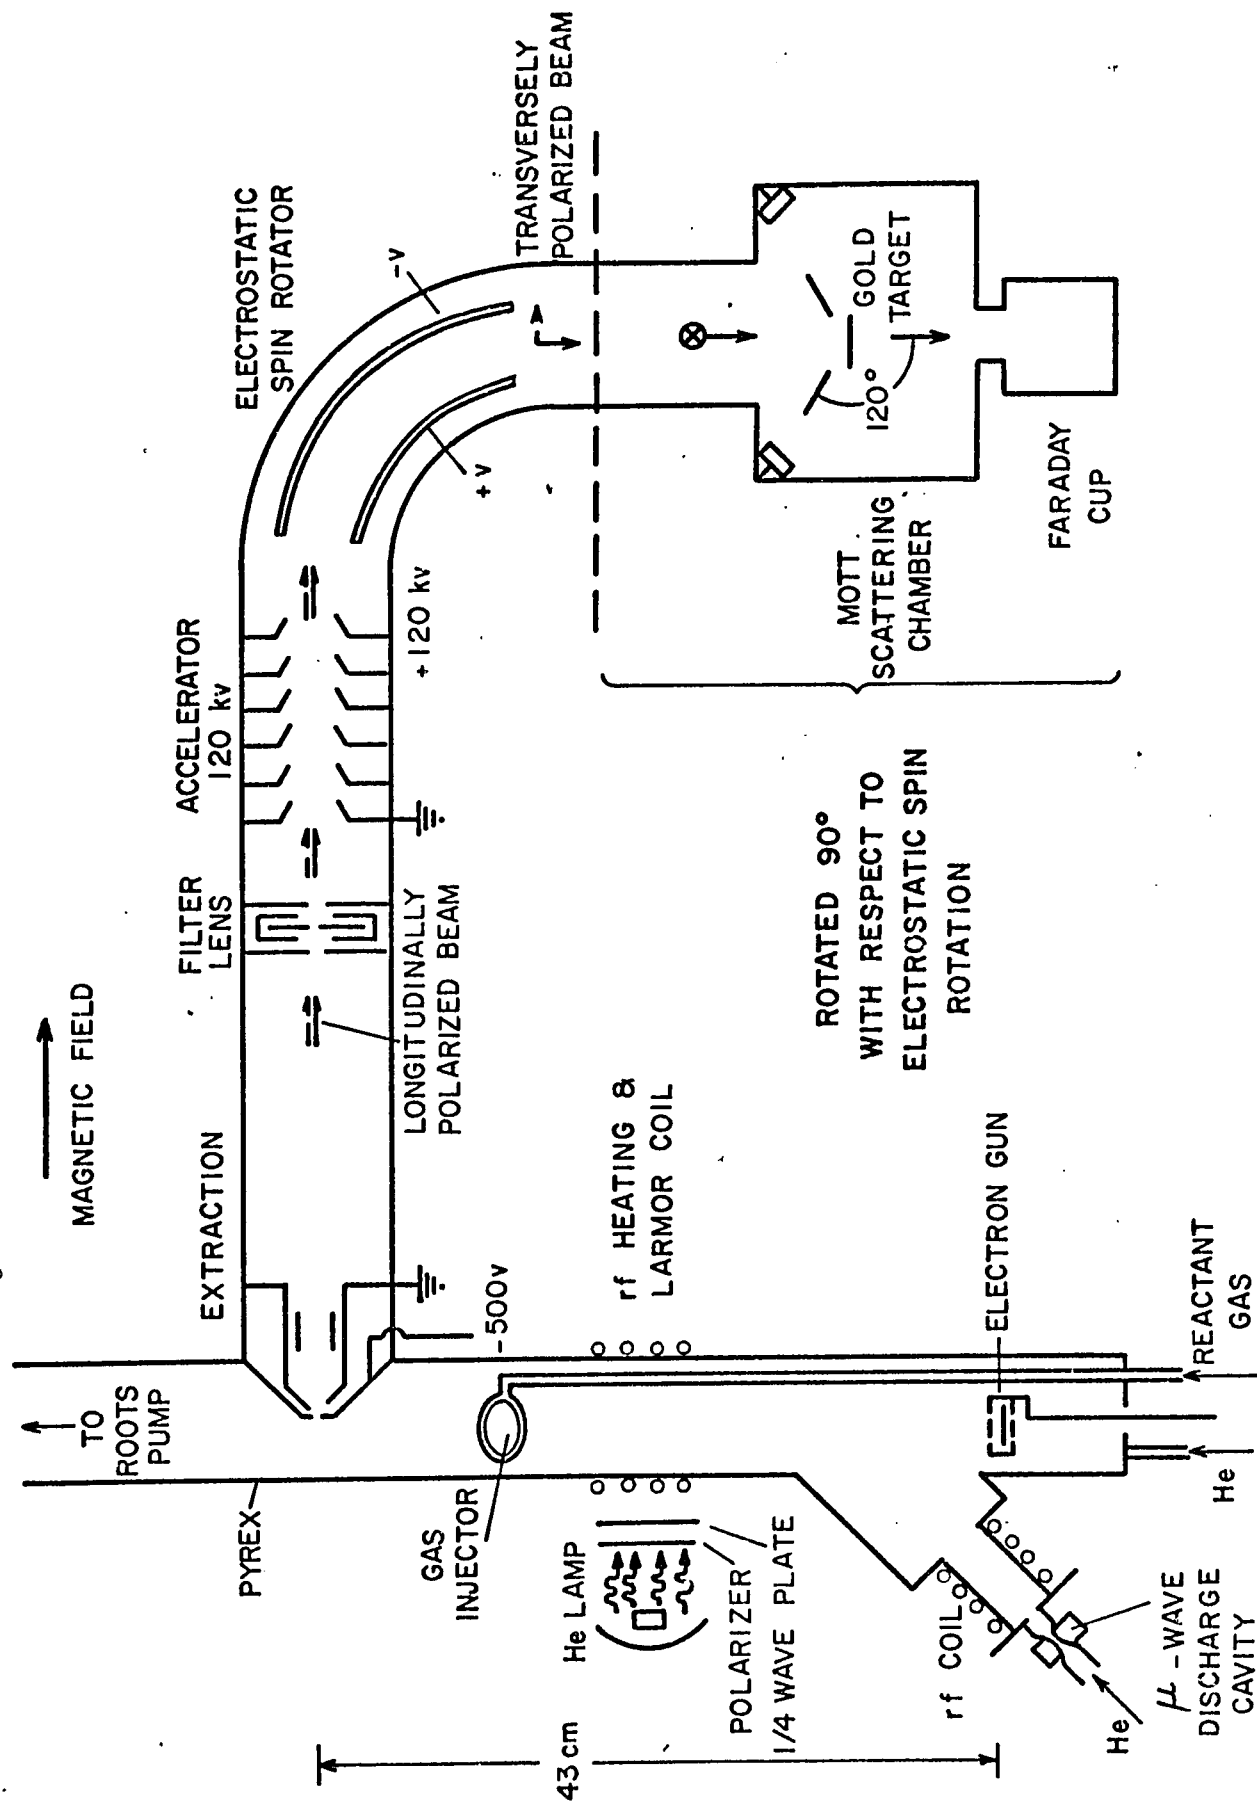 MAGNETIC FIELD
TO
ROOTS
PUMP
PYREX
EXTRACTION
FILTER
LENS
ACCELERATOR
120 kv
ELECTROSTATIC
SPIN ROTATOR
-v
+v
+120 kv
LONGITUDINALLY
POLARIZED BEAM
-500v
TRANSVERSELY
POLARIZED BEAM
GAS
INJECTOR
He LAMP
POLARIZER
1/4 WAVE PLATE
rf HEATING &
LARMOR COIL
43 cm
rf COIL
He
μ-WAVE
DISCHARGE
CAVITY
He
ELECTRON GUN
REACTANT
GAS
ROTATED 90°
WITH RESPECT TO
ELECTROSTATIC SPIN
ROTATION
MOTT
SCATTERING
CHAMBER
120°
GOLD
TARGET
FARADAY
CUP